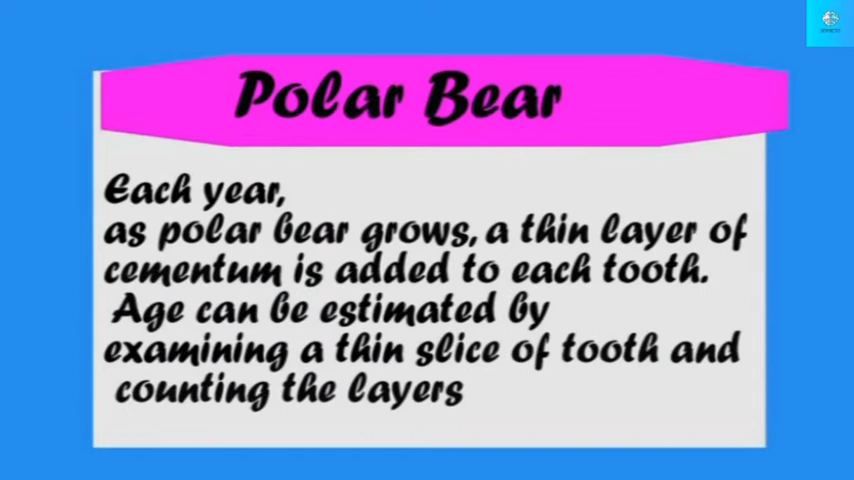 Polar Bear
Each year,
as polar bear grows, a thin layer of
cementum is added to each tooth.
Age can be estimated by
examining a thin slice of tooth and
counting the layers